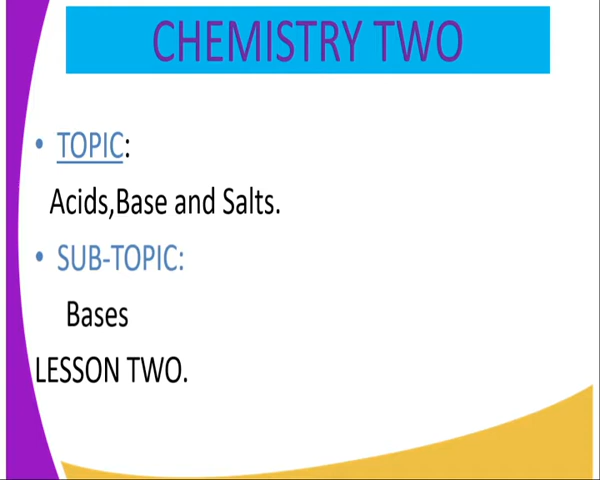 CHEMISTRY TWO
• TOPIC:
Acids,Base and Salts.
• SUB-TOPIC:
Bases
LESSON TWO.